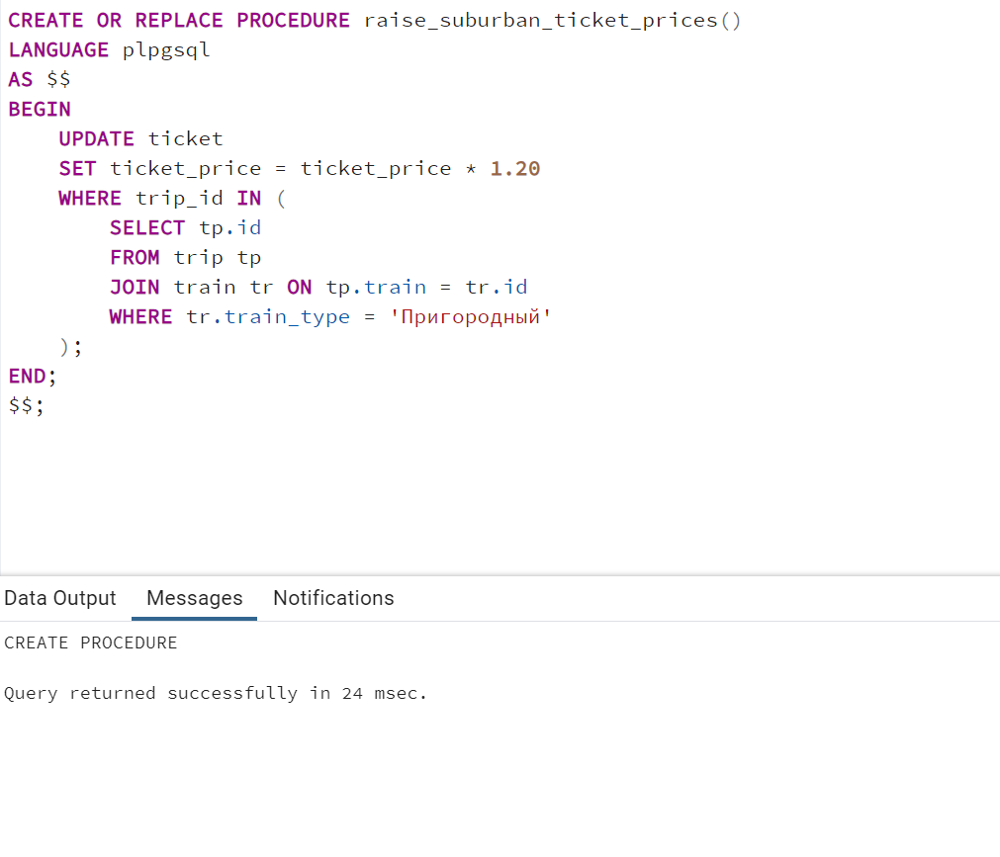 CREATE OR REPLACE PROCEDURE raise_suburban_ticket_prices()
LANGUAGE plpgsql
AS $$
BEGIN
    UPDATE ticket
    SET ticket_price = ticket_price * 1.20
    WHERE trip_id IN (
        SELECT tp.id
        FROM trip tp
        JOIN train tr ON tp.train = tr.id
        WHERE tr.train_type = 'Пригородный'
    );
END;
$$;
Data Output Messages Notifications
CREATE PROCEDURE
Query returned successfully in 24 msec.